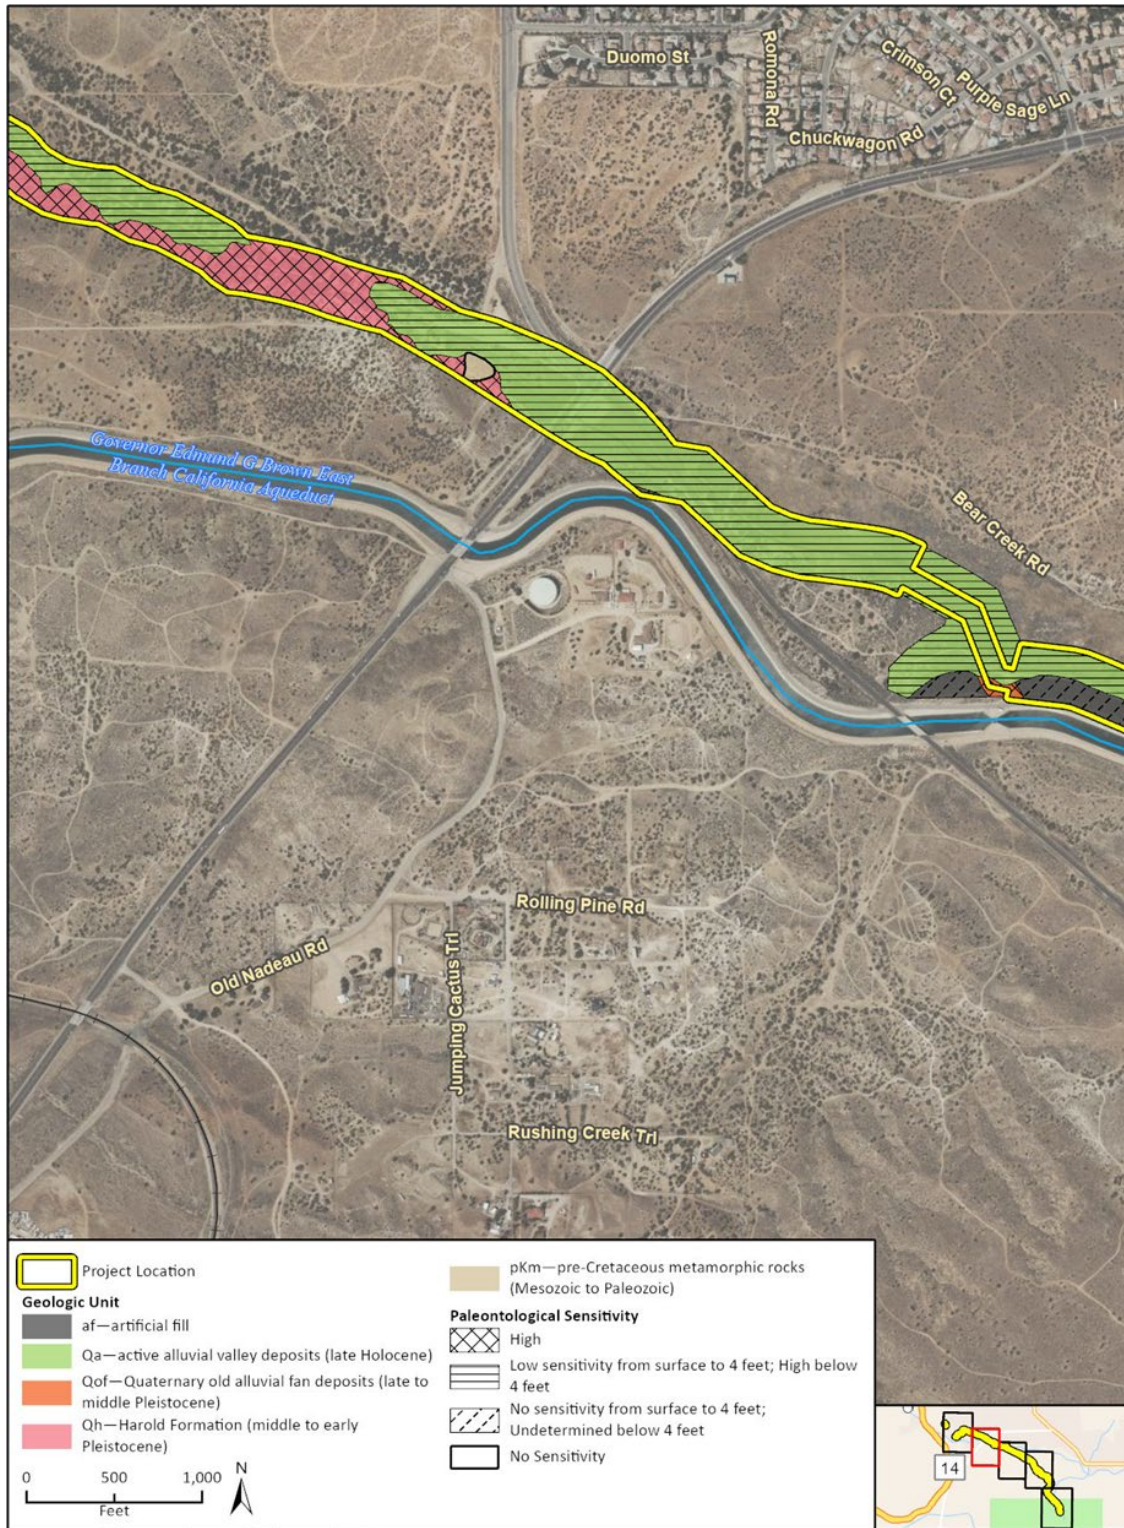 Duomo St
Romona Rd
Crimson Ct
Purple Sage Ln
Chuckwagon Rd
Governor Edmund G Brown East
Branch California Aqueduct
Bear Creek Rd
Rolling Pine Rd
Old Nadeau Rd
Jumping Cactus Trl
Rushing Creek Trl
Project Location
Geologic Unit
af—artificial fill
Qa—active alluvial valley deposits (late Holocene)
Qof—Quaternary old alluvial fan deposits (late to
middle Pleistocene)
Qh—Harold Formation (middle to early
Pleistocene)
pKm—pre-Cretaceous metamorphic rocks
(Mesozoic to Paleozoic)
Paleontological Sensitivity
High
Low sensitivity from surface to 4 feet; High below
4 feet
No sensitivity from surface to 4 feet;
Undetermined below 4 feet
No Sensitivity
0 500 1,000
Feet
N
14